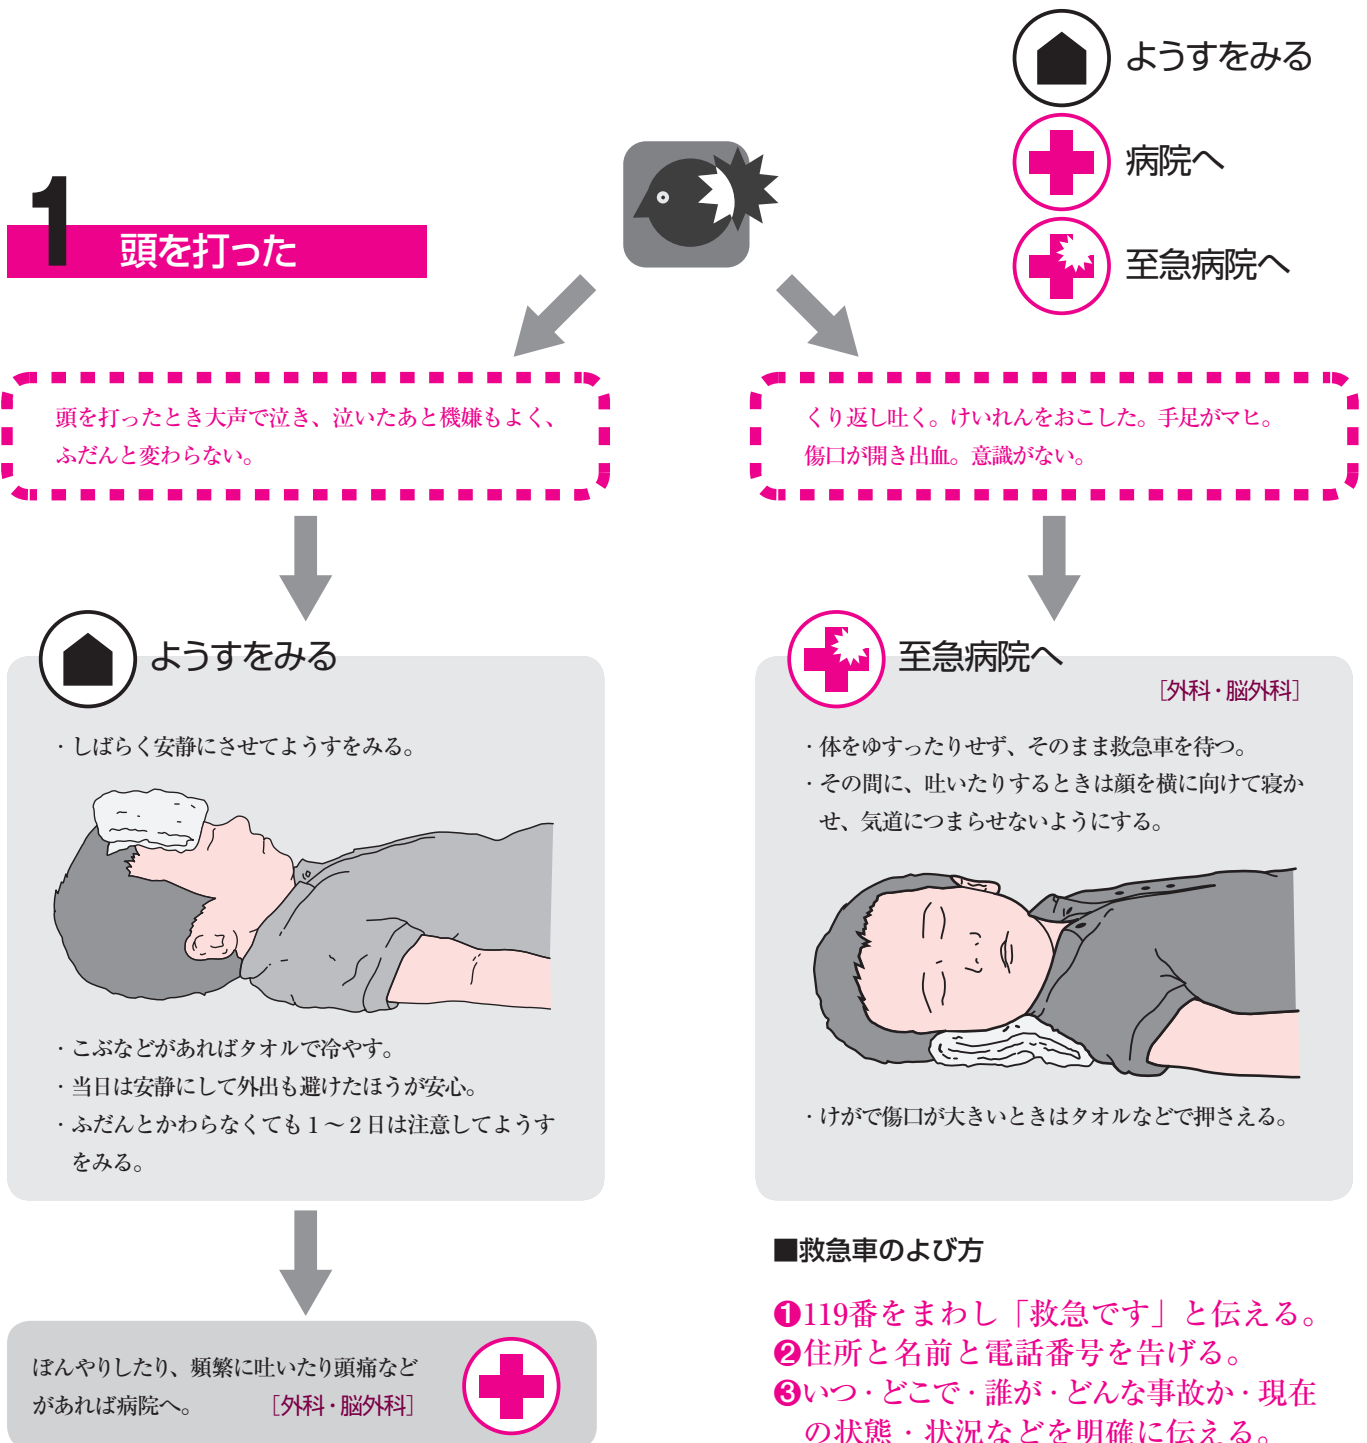 ようすをみる
病院へ
至急病院へ
1
頭を打った
頭を打ったとき大声で泣き、泣いたあと機嫌もよく、
ふだんと変わらない。
くり返し吐く。けいれんをおこした。手足がマヒ。
傷口が開き出血。意識がない。
ようすをみる
・しばらく安静にさせてようすをみる。
・こぶなどがあればタオルで冷やす。
・当日は安静にして外出も避けたほうが安心。
・ふだんとかわらなくても1〜2日は注意してようす
をみる。
ぼんやりしたり、頻繁に吐いたり頭痛など
があれば病院へ。 [外科・脳外科]
至急病院へ
[外科・脳外科]
・体をゆすったりせず、そのまま救急車を待つ。
・その間に、吐いたりするときは顔を横に向けて寝か
せ、気道につまらせないようにする。
・けがで傷口が大きいときはタオルなどで押さえる。
■救急車のよび方
❶119番をまわし「救急です」と伝える。
❷住所と名前と電話番号を告げる。
❸いつ・どこで・誰が・どんな事故か・現在
の状態・状況などを明確に伝える。